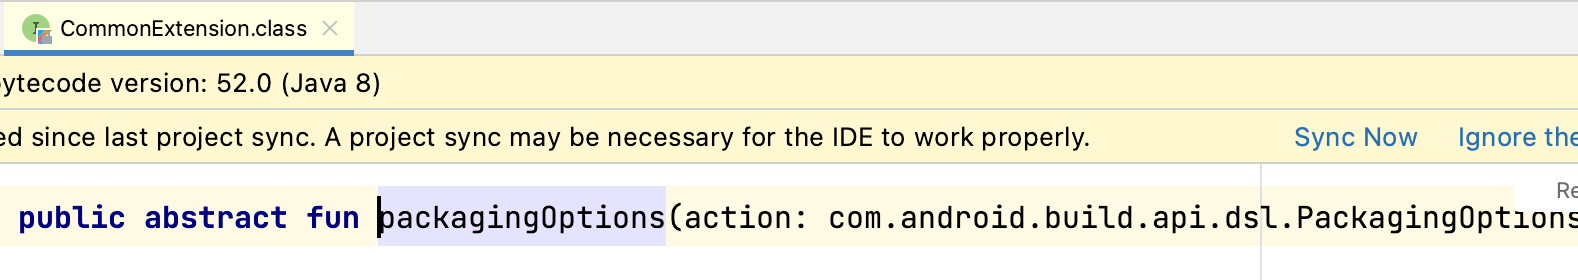 CommonExtension.class
ytecode version: 52.0 (Java 8)
ed since last project sync. A project sync may be necessary for the IDE to work properly. Sync Now Ignore the
Re
public abstract fun packagingOptions(action: com.android.build.api.dsl.PackagingOptions